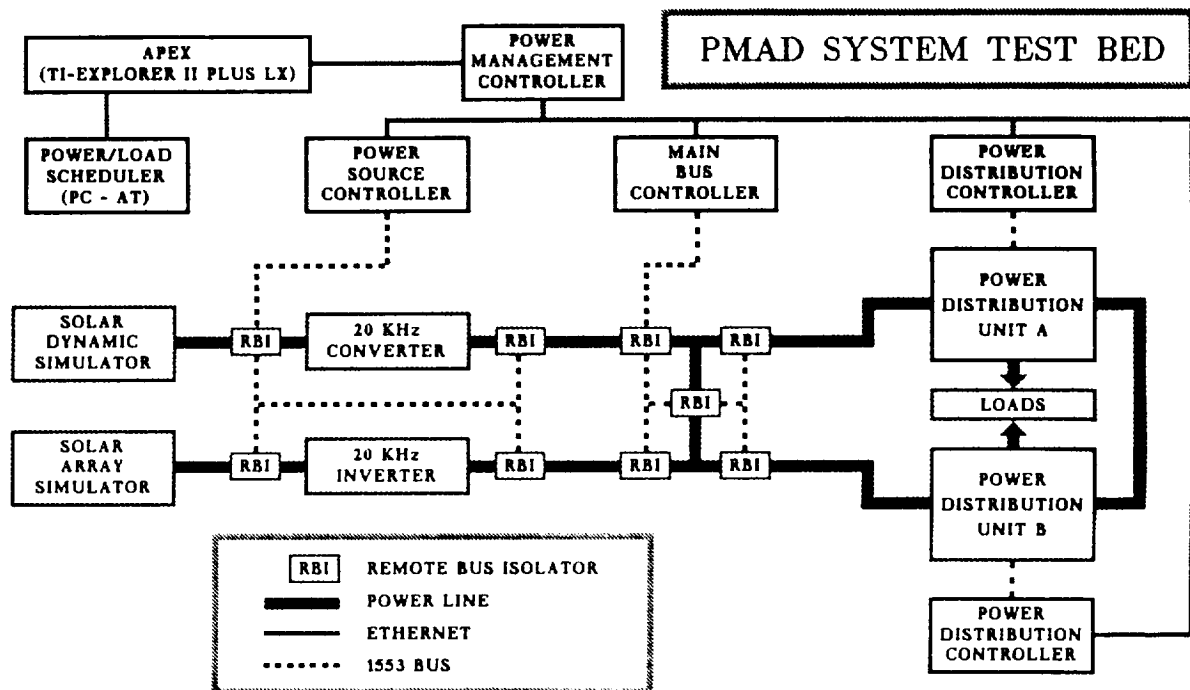 PMAD SYSTEM TEST BED
APEX
(TI-EXPLORER II PLUS LX)
POWER
MANAGEMENT
CONTROLLER
POWER/LOAD
SCHEDULER
(PC - AT)
POWER
SOURCE
CONTROLLER
MAIN
BUS
CONTROLLER
POWER
DISTRIBUTION
CONTROLLER
SOLAR
DYNAMIC
SIMULATOR
RBI
20 KHz
CONVERTER
RBI
RBI
RBI
POWER
DISTRIBUTION
UNIT A
RBI
LOADS
SOLAR
ARRAY
SIMULATOR
RBI
20 KHz
INVERTER
RBI
RBI
RBI
POWER
DISTRIBUTION
UNIT B
RBI REMOTE BUS ISOLATOR
POWER LINE
ETHERNET
1553 BUS
POWER
DISTRIBUTION
CONTROLLER